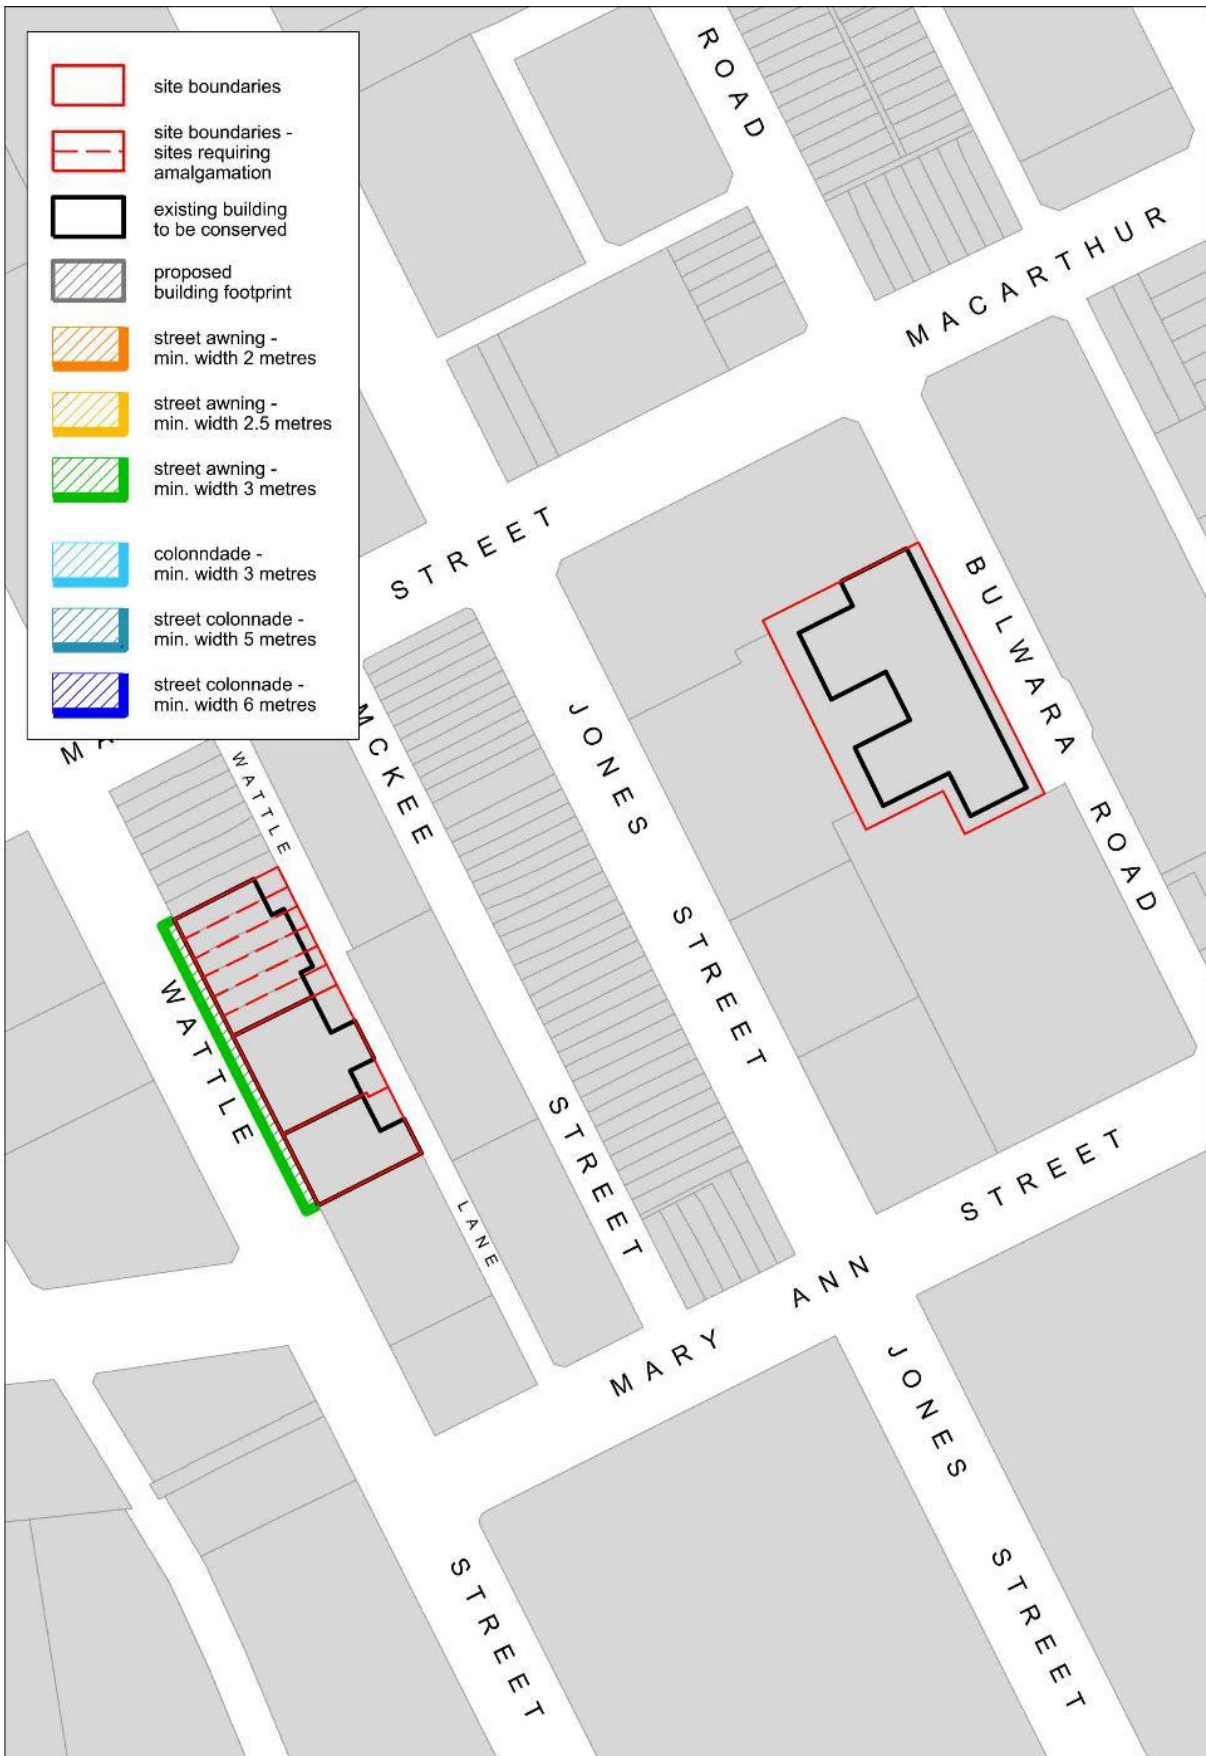 site boundaries
site boundaries -
sites requiring
amalgamation
existing building
to be conserved
proposed
building footprint
street awning -
min. width 2 metres
street awning -
min. width 2.5 metres
street awning -
min. width 3 metres
colonndade -
min. width 3 metres
street colonnade -
min. width 5 metres
street colonnade -
min. width 6 metres
ROAD
MACARTHUR
STREET
BULWARA
ROAD
JONES
STREET
MCKEE
STREET
WATTLE
LANE
WATTLE
STREET
MARY ANN STREET
JONES
STREET